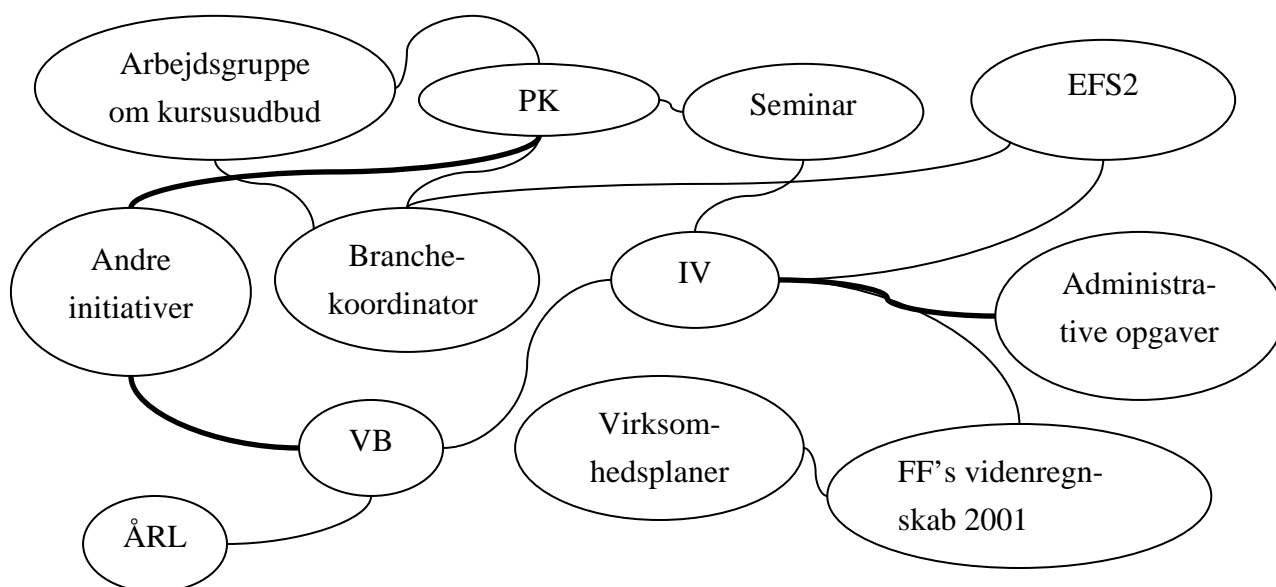 Arbejdsgruppe
om kursusudbud
PK
Seminar
EFS2
Andre
initiativer
Branche-
koordinator
IV
Administra-
tive opgaver
VB
Virksom-
hedsplaner
FF's videnregn-
skab 2001
ÅRL